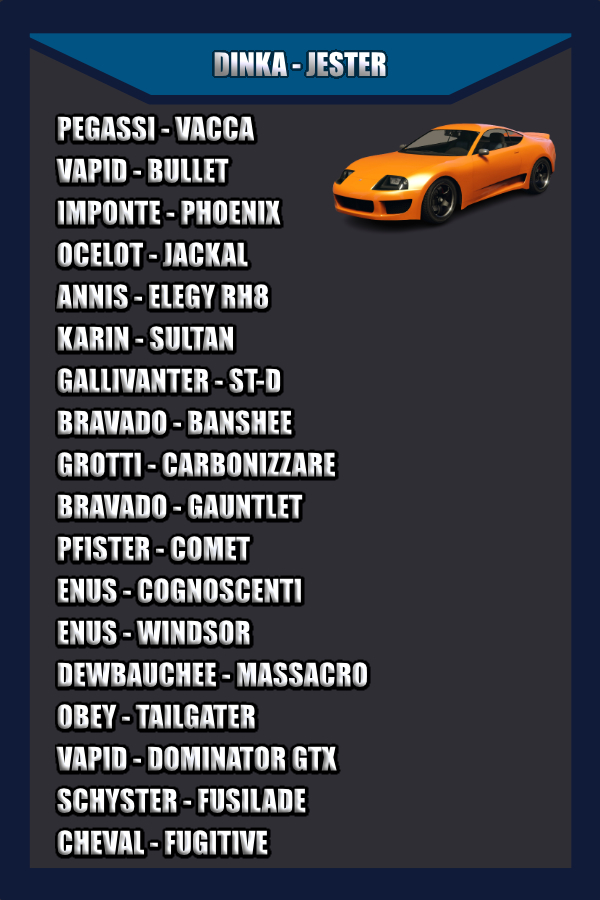 DINKA - JESTER
PEGASSI - VACCA
VAPID - BULLET
IMPONTE - PHOENIX
OCELOT - JACKAL
ANNIS - ELEGY RH8
KARIN - SULTAN
GALLIVANTER - ST-D
BRAVADO - BANSHEE
GROTTI - CARBONIZZARE
BRAVADO - GAUNTLET
PFISTER - COMET
ENUS - COGNOSCENTI
ENUS - WINDSOR
DEWBAUCHEE - MASSACRO
OBEY - TAILGATER
VAPID - DOMINATOR GTX
SCHYSTER - FUSILADE
CHEVAL - FUGITIVE